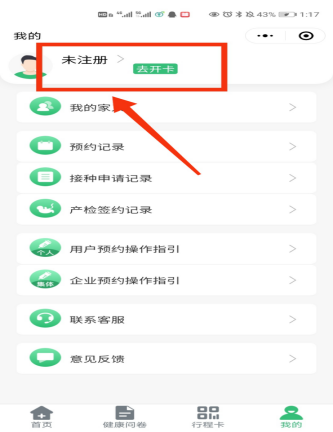 43% 1:17
我的
未注册 >
去开卡
我的家
预约记录 >
接种申请记录 >
产检签约记录 >
个人 用户预约操作指引 >
集体 企业预约操作指引 >
联系客服 >
意见反馈 >
首页 健康问卷 行程卡 我的